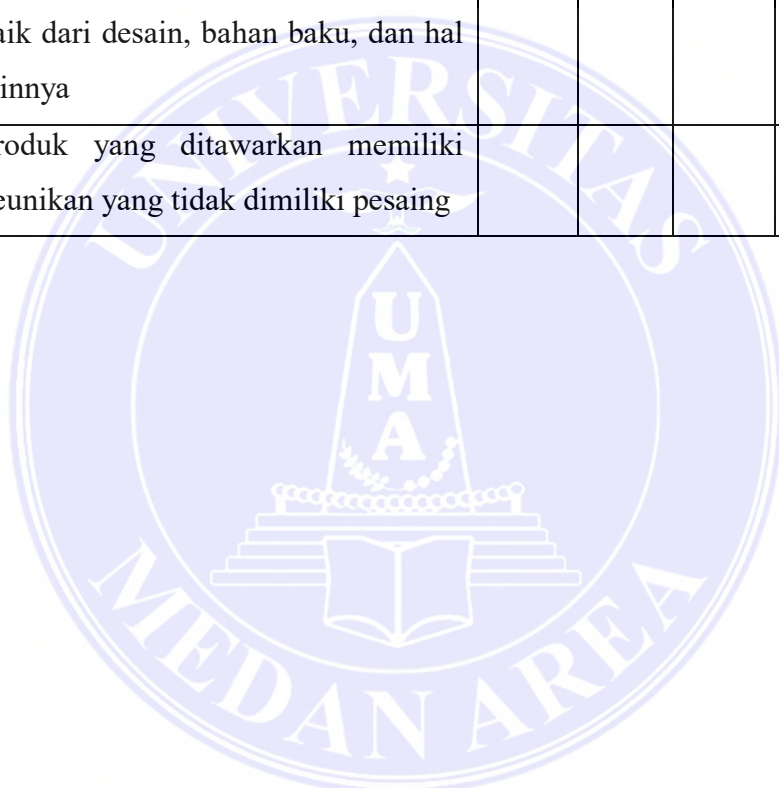 aik dari desain, bahan baku, dan hal
innya
roduk yang ditawarkan memiliki
eunikan yang tidak dimiliki pesaing
UNIVERSITAS
U
M
A
MEDAN AREA